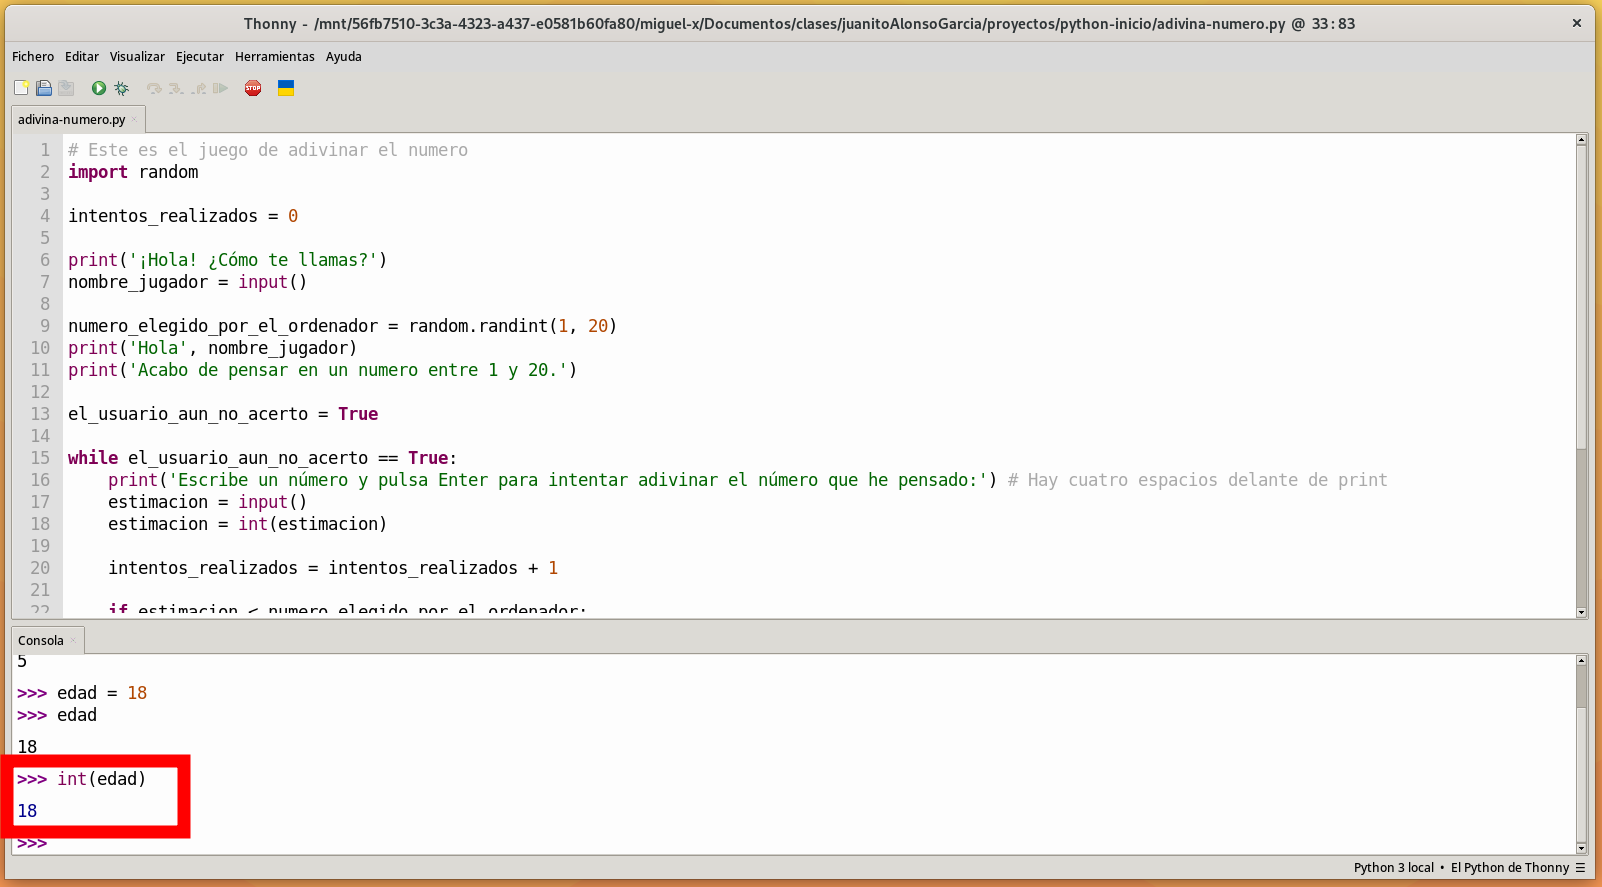 Thonny - /mnt/56fb7510-3c3a-4323-a437-e0581b60fa80/miguel-x/Documentos/clases/juanitoAlonsoGarcia/proyectos/python-inicio/adivina-numero.py @ 33:83
Fichero Editar Visualizar Ejecutar Herramientas Ayuda
STOP
adivina-numero.py
1 # Este es el juego de adivinar el numero
2 import random
3
4 intentos_realizados = 0
5
6 print('¡Hola! ¿Cómo te llamas?')
7 nombre_jugador = input()
8
9 numero_elegido_por_el_ordenador = random.randint(1, 20)
10 print('Hola', nombre_jugador)
11 print('Acabo de pensar en un numero entre 1 y 20.')
12
13 el_usuario_aun_no_acerto = True
14
15 while el_usuario_aun_no_acerto == True:
16     print('Escribe un número y pulsa Enter para intentar adivinar el número que he pensado:') # Hay cuatro espacios delante de print
17     estimacion = input()
18     estimacion = int(estimacion)
19
20     intentos_realizados = intentos_realizados + 1
21
22     if estimacion < numero_elegido_por_el_ordenador:
Consola
5
>>> edad = 18
>>> edad
18
>>> int(edad)
18
>>>
Python 3 local • El Python de Thonny ☰